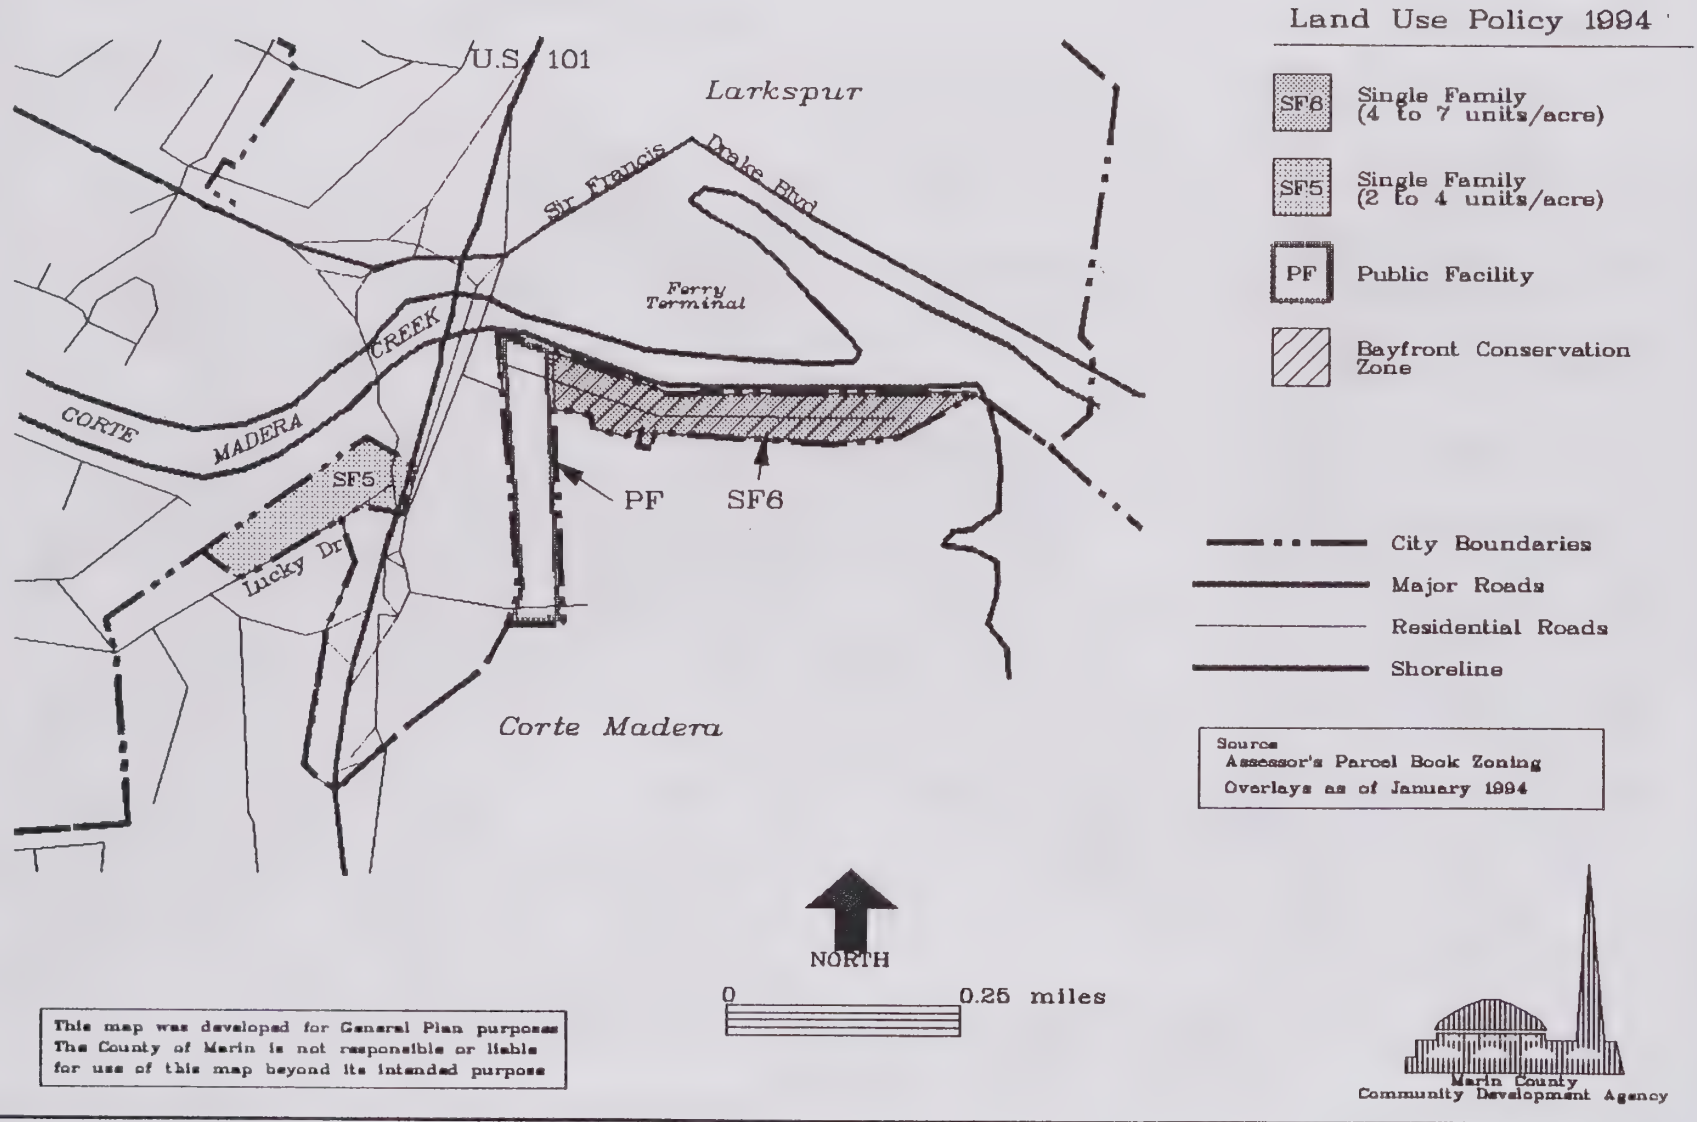 Land Use Policy 1994
U.S. 101
Larkspur
SF6 Single Family
(4 to 7 units/acre)
SF5 Single Family
(2 to 4 units/acre)
PF Public Facility
Bayfront Conservation
Zone
Sir Francis Drake Blvd
Ferry
Terminal
CORTE MADERA CREEK
SF5
Lucky Dr
PF
SF6
Corte Madera
City Boundaries
Major Roads
Residential Roads
Shoreline
Source
Assessor's Parcel Book Zoning
Overlays as of January 1994
NORTH
0 0.25 miles
This map was developed for General Plan purposes
The County of Marin is not responsible or liable
for use of this map beyond its intended purpose
Marin County
Community Development Agency